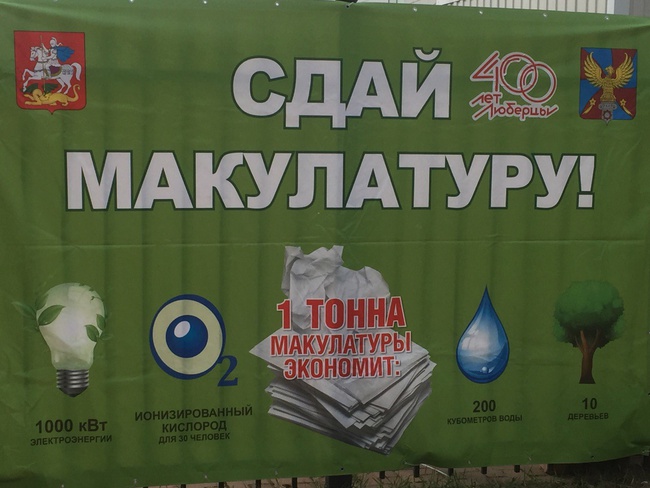 СДАЙ
400
лет
Люберцы
МАКУЛАТУРУ!
1 ТОННА
МАКУЛАТУРЫ
ЭКОНОМИТ:
1000 кВт
ЭЛЕКТРОЭНЕРГИИ
O2
ИОНИЗИРОВАННЫЙ
КИСЛОРОД
ДЛЯ 30 ЧЕЛОВЕК
200
КУБОМЕТРОВ ВОДЫ
10
ДЕРЕВЬЕВ